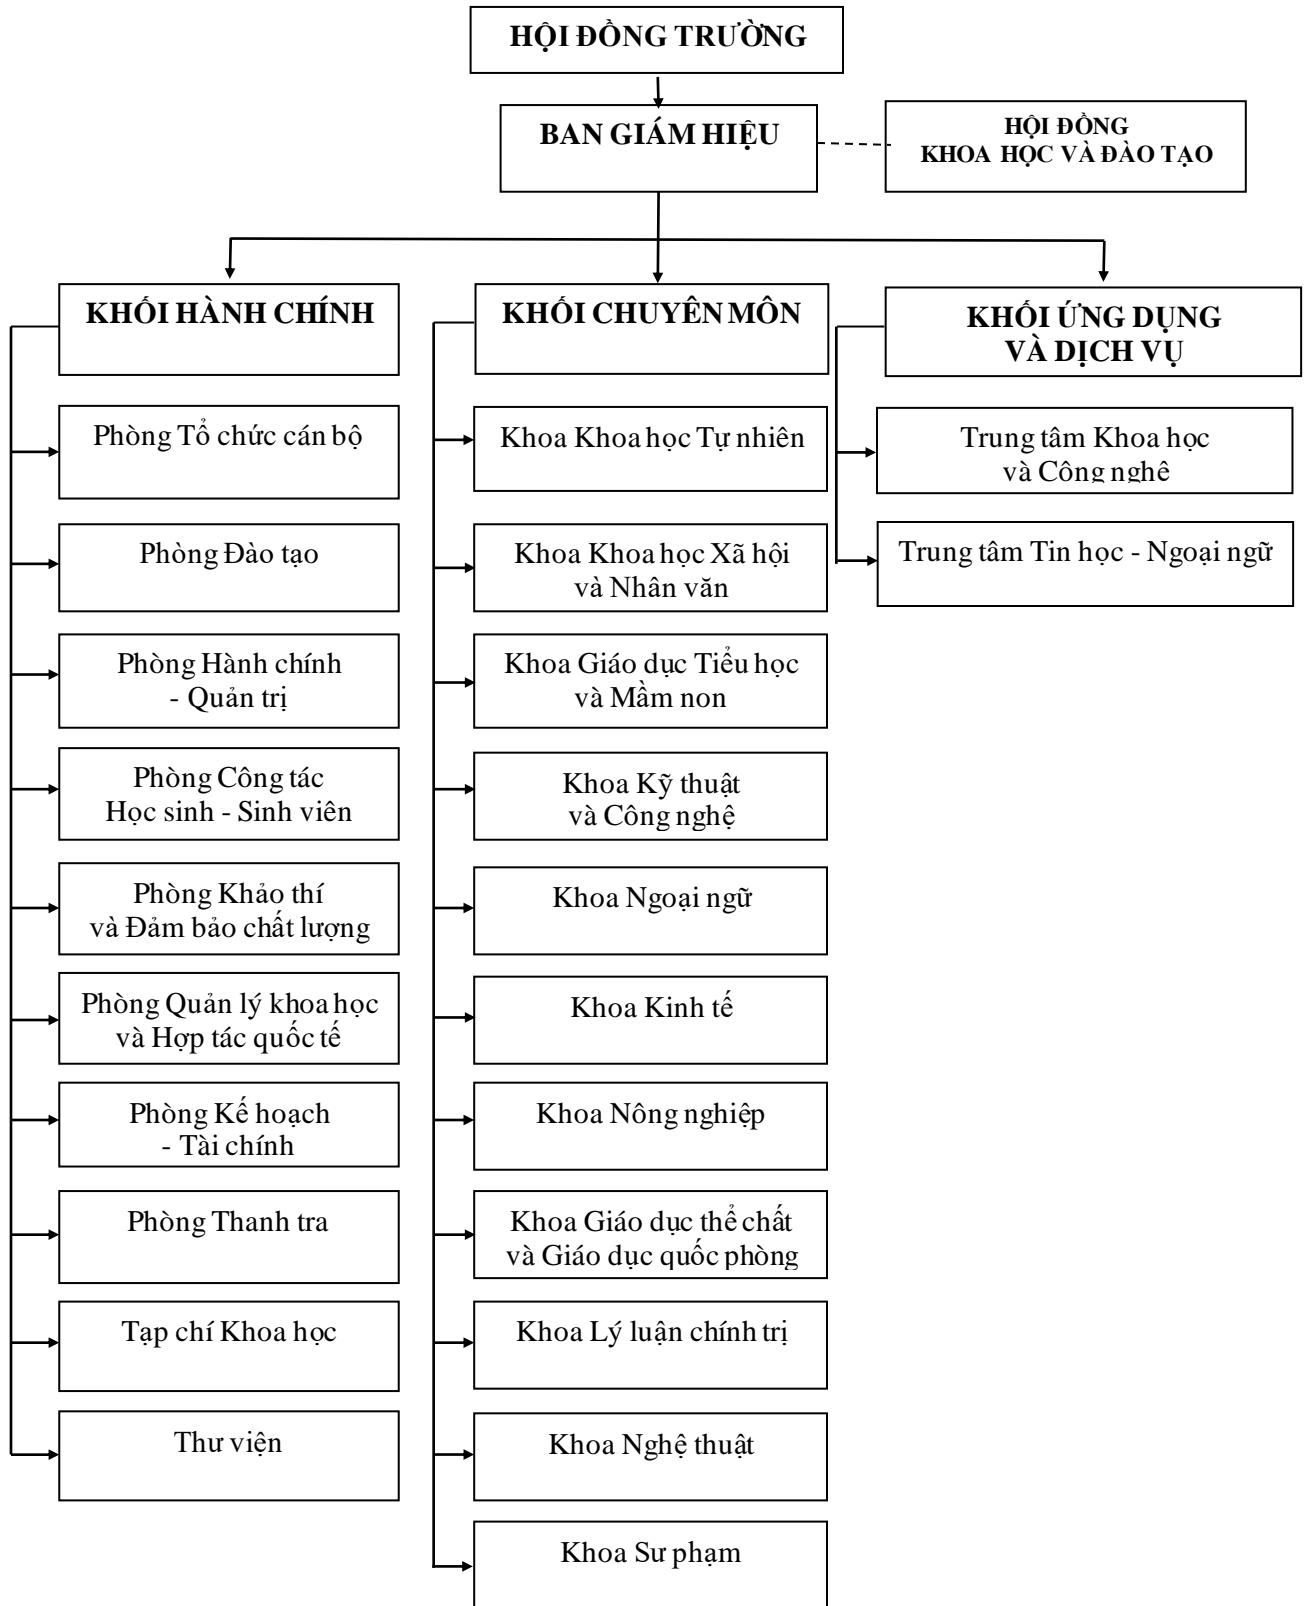 HỘI ĐỒNG TRƯỜNG
BAN GIÁM HIỆU
HỘI ĐỒNG
KHOA HỌC VÀ ĐÀO TẠO
KHỐI HÀNH CHÍNH
Phòng Tổ chức cán bộ
Phòng Đào tạo
Phòng Hành chính
- Quản trị
Phòng Công tác
Học sinh - Sinh viên
Phòng Khảo thí
và Đảm bảo chất lượng
Phòng Quản lý khoa học
và Hợp tác quốc tế
Phòng Kế hoạch
- Tài chính
Phòng Thanh tra
Tạp chí Khoa học
Thư viện
KHỐI CHUYÊN MÔN
Khoa Khoa học Tự nhiên
Khoa Khoa học Xã hội
và Nhân văn
Khoa Giáo dục Tiểu học
và Mầm non
Khoa Kỹ thuật
và Công nghệ
Khoa Ngoại ngữ
Khoa Kinh tế
Khoa Nông nghiệp
Khoa Giáo dục thể chất
và Giáo dục quốc phòng
Khoa Lý luận chính trị
Khoa Nghệ thuật
Khoa Sư phạm
KHỐI ỨNG DỤNG
VÀ DỊCH VỤ
Trung tâm Khoa học
và Công nghê
Trung tâm Tin học - Ngoại ngữ